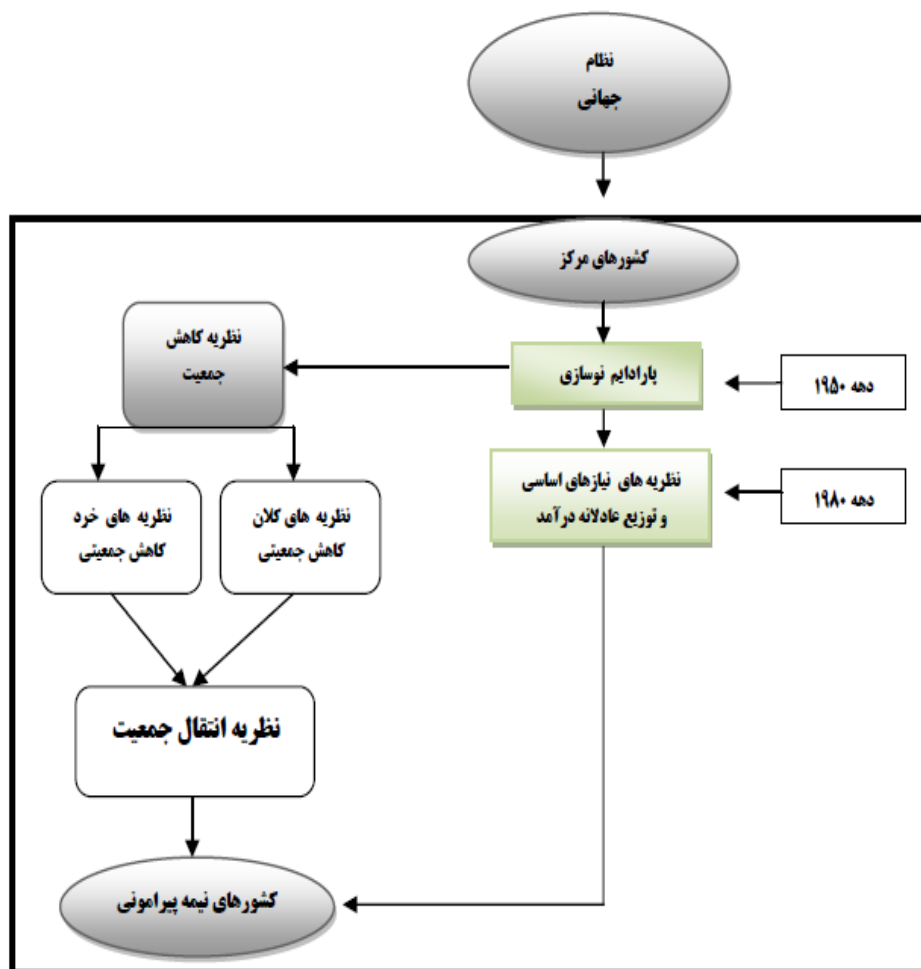 نظام
جهانی
کشورهای مرکز
نظریه کاهش
جمعیت
پارادایم نوسازی
دهه ۱۹۵۰
نظریه های خرد
کاهش جمعیتی
نظریه های کلان
کاهش جمعیتی
نظریه های نیازهای اساسی
و توزیع عادلانه درآمد
دهه ۱۹۸۰
نظریه انتقال جمعیت
کشورهای نیمه پیرامونی